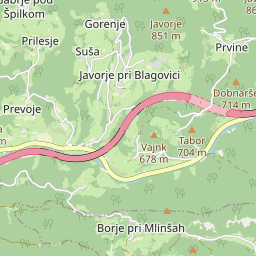 Špilkom
Gorenje
Javorje
851 m
Prilesje
Suša
Prvine
Javorje pri Blagovici
Dobnarše
714 m
Prevoje
Vajnk
678 m
Tabor
704 m
Borje pri Mlinšah